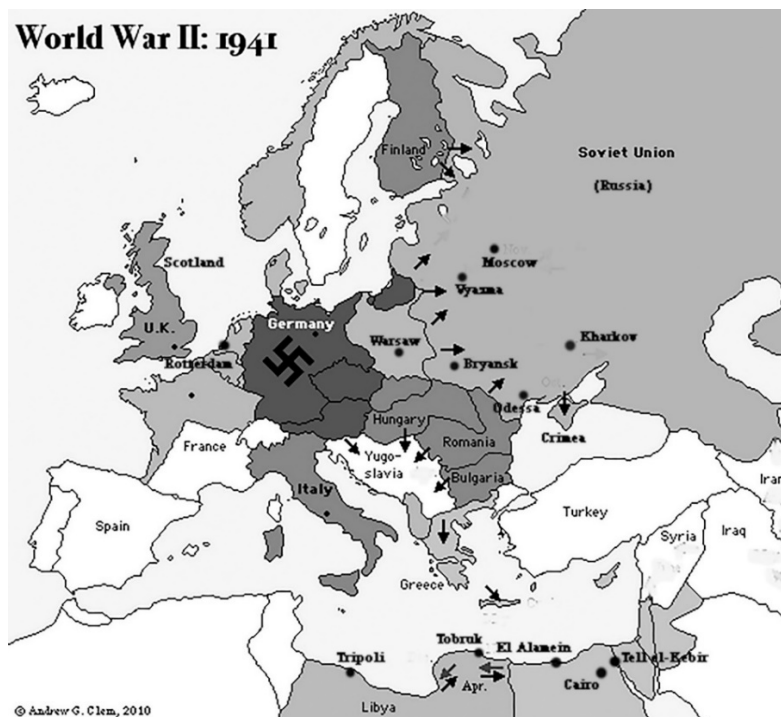 World War II: 1941
Finland
Soviet Union
(Russia)
Scotland
Moscow
Vyazma
U.K.
Germany
Warsaw
Kharkov
Rotterdam
Bryansk
Odessa
Crimea
Hungary
France
Romania
Yugo-
slavia
Bulgaria
Italy
Spain
Turkey
Iran
Syria
Iraq
Greece
Tobruk
El Alamein
Tell el-Kebir
Tripoli
Apr.
Cairo
Libya
© Andrew G. Clem, 2010